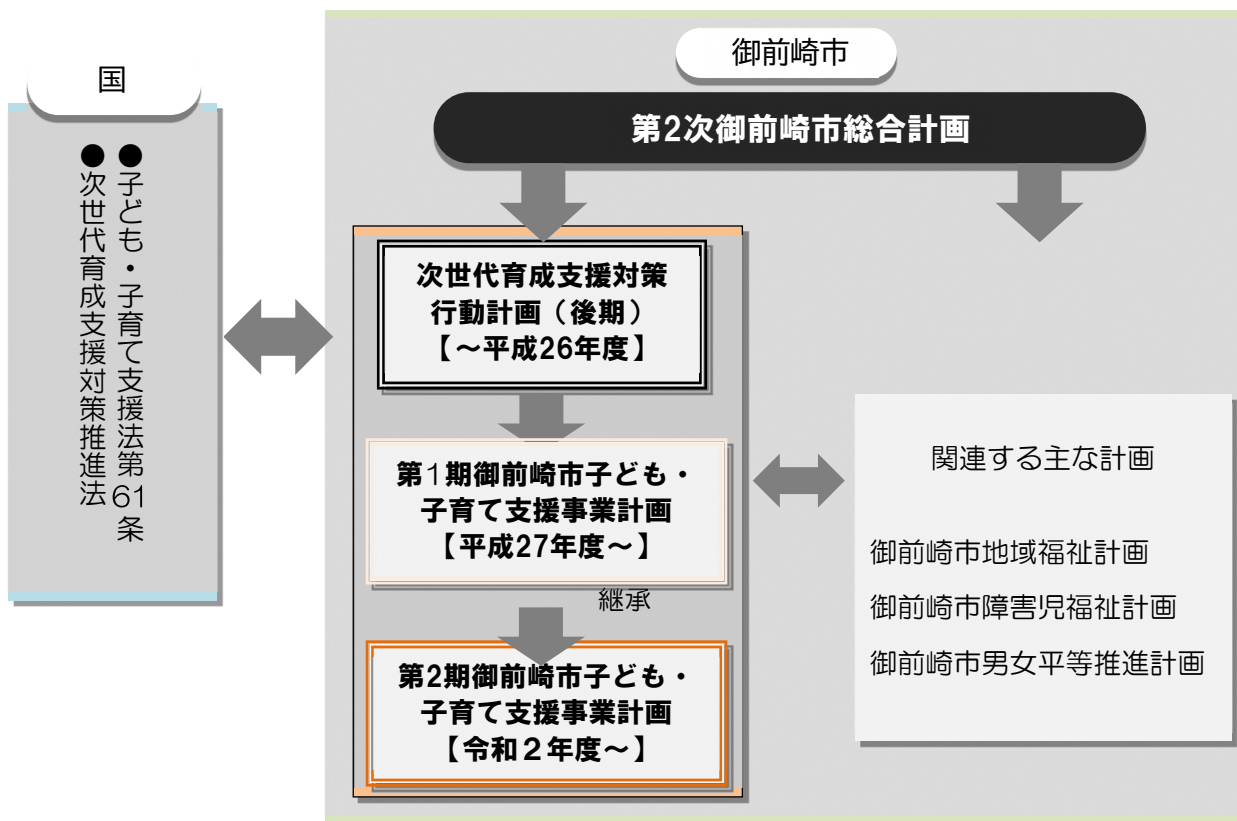 国
●子ども・子育て支援法第61条
●次世代育成支援対策推進法
御前崎市
第2次御前崎市総合計画
次世代育成支援対策
行動計画（後期）
【～平成26年度】
第1期御前崎市子ども・
子育て支援事業計画
【平成27年度～】
継承
第2期御前崎市子ども・
子育て支援事業計画
【令和２年度～】
関連する主な計画
御前崎市地域福祉計画
御前崎市障害児福祉計画
御前崎市男女平等推進計画